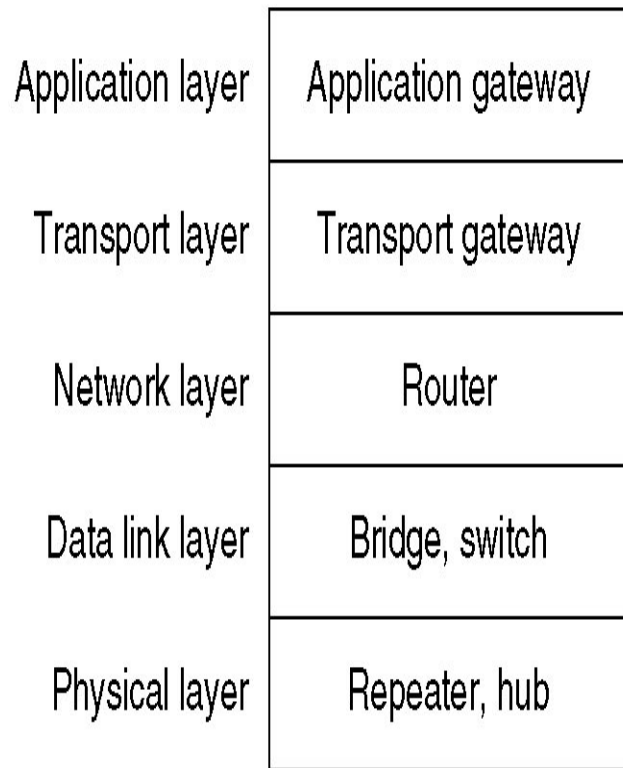 Application layer Application gateway
Transport layer Transport gateway
Network layer Router
Data link layer Bridge, switch
Physical layer Repeater, hub